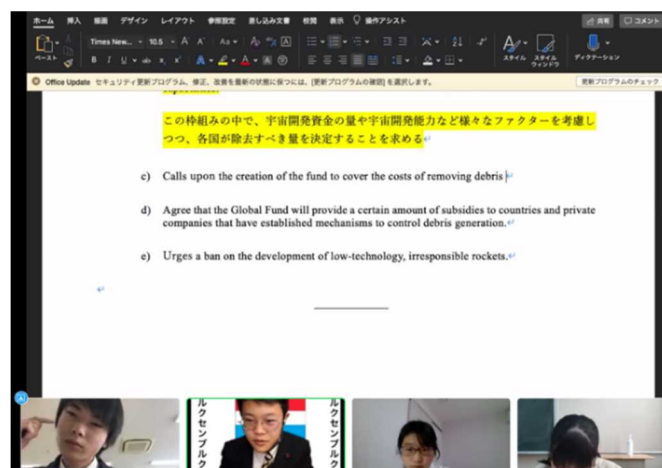 ホーム 挿入 描画 デザイン レイアウト 参照設定 差し込み文書 校閲 表示 操作アシスト 共有 コメント
Times New... 10.5
ペースト スタイル スタイル ウィンドウ ディクテーション
Office Update セキュリティ更新プログラム、修正、改善を最新の状態に保つには、[更新プログラムの確認] を選択します。 更新プログラムのチェック
この枠組みの中で、宇宙開発資金の量や宇宙開発能力など様々なファクターを考慮し
つつ、各国が除去すべき量を決定することを求める
c) Calls upon the creation of the fund to cover the costs of removing debris
d) Agree that the Global Fund will provide a certain amount of subsidies to countries and private
companies that have established mechanisms to control debris generation.
e) Urges a ban on the development of low-technology, irresponsible rockets.
ルクセンブルク
ルクセンブルク